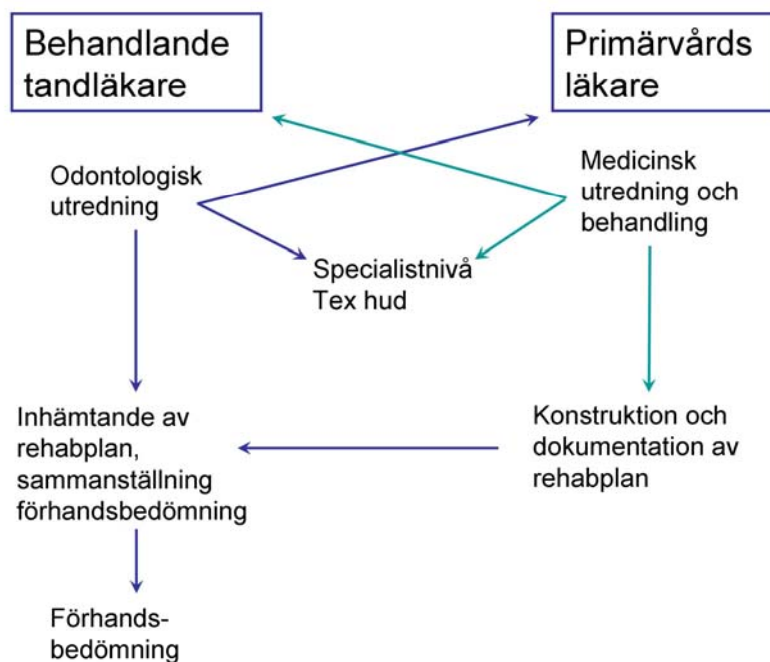 Behandlande
tandläkare
Primärvårds
läkare
Odontologisk
utredning
Medicinsk
utredning och
behandling
Specialistnivå
Tex hud
Inhämtande av
rehabplan,
sammanställning
förhandsbedömning
Konstruktion och
dokumentation av
rehabplan
Förhands-
bedömning